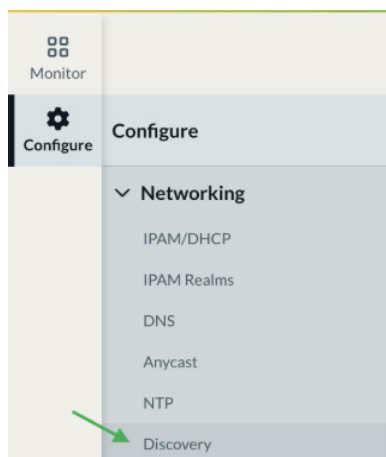 Monitor
Configure
Configure
Networking
IPAM/DHCP
IPAM Realms
DNS
Anycast
NTP
Discovery